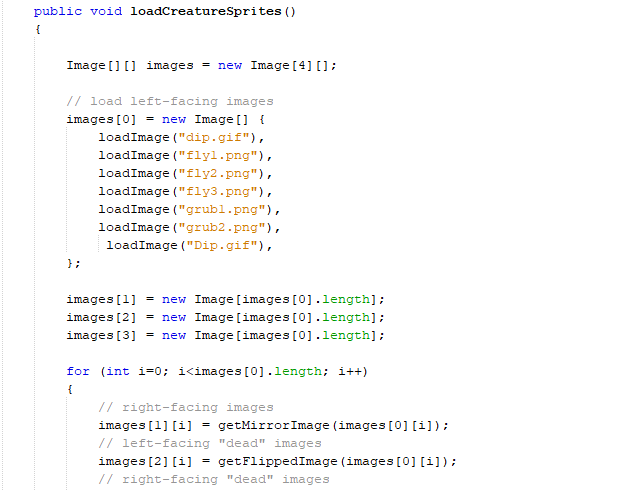 public void loadCreatureSprites()
{
Image[][] images = new Image[4][];
// load left-facing images
images[0] = new Image[] {
loadImage("dip.gif"),
loadImage("fly1.png"),
loadImage("fly2.png"),
loadImage("fly3.png"),
loadImage("grub1.png"),
loadImage("grub2.png"),
loadImage("Dip.gif"),
};
images[1] = new Image[images[0].length];
images[2] = new Image[images[0].length];
images[3] = new Image[images[0].length];
for (int i=0; i<images[0].length; i++)
{
// right-facing images
images[1][i] = getMirrorImage(images[0][i]);
// left-facing "dead" images
images[2][i] = getFlippedImage(images[0][i]);
// right-facing "dead" images